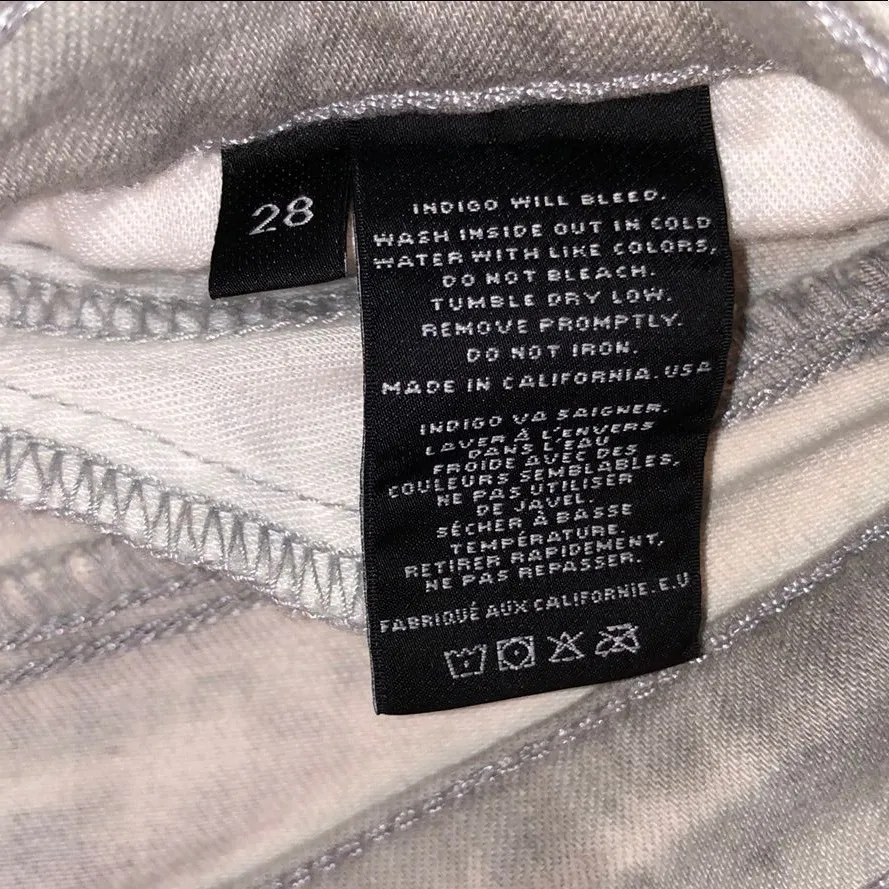 28
INDIGO WILL BLEED.
WASH INSIDE OUT IN COLD
WATER WITH LIKE COLORS,
DO NOT BLEACH.
TUMBLE DRY LOW.
REMOVE PROMPTLY.
DO NOT IRON.
MADE IN CALIFORNIA.USA
INDIGO VA SAIGNER.
LAVER À L'ENVERS
DANS L'EAU
FROIDE AVEC DES
COULEURS SEMBLABLES,
NE PAS UTILISER
DE JAVEL.
SÉCHER À BASSE
TEMPÉRATURE.
RETIRER RAPIDEMENT,
NE PAS REPASSER.
FABRIQUÉ AUX CALIFORNIE.E.U